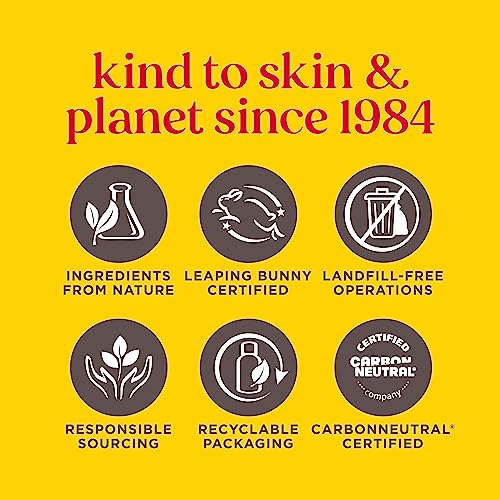 kind to skin &
planet since 1984
INGREDIENTS
FROM NATURE
LEAPING BUNNY
CERTIFIED
LANDFILL-FREE
OPERATIONS
CERTIFIED
CARBON
NEUTRAL®
company
RESPONSIBLE
SOURCING
RECYCLABLE
PACKAGING
CARBONNEUTRAL®
CERTIFIED